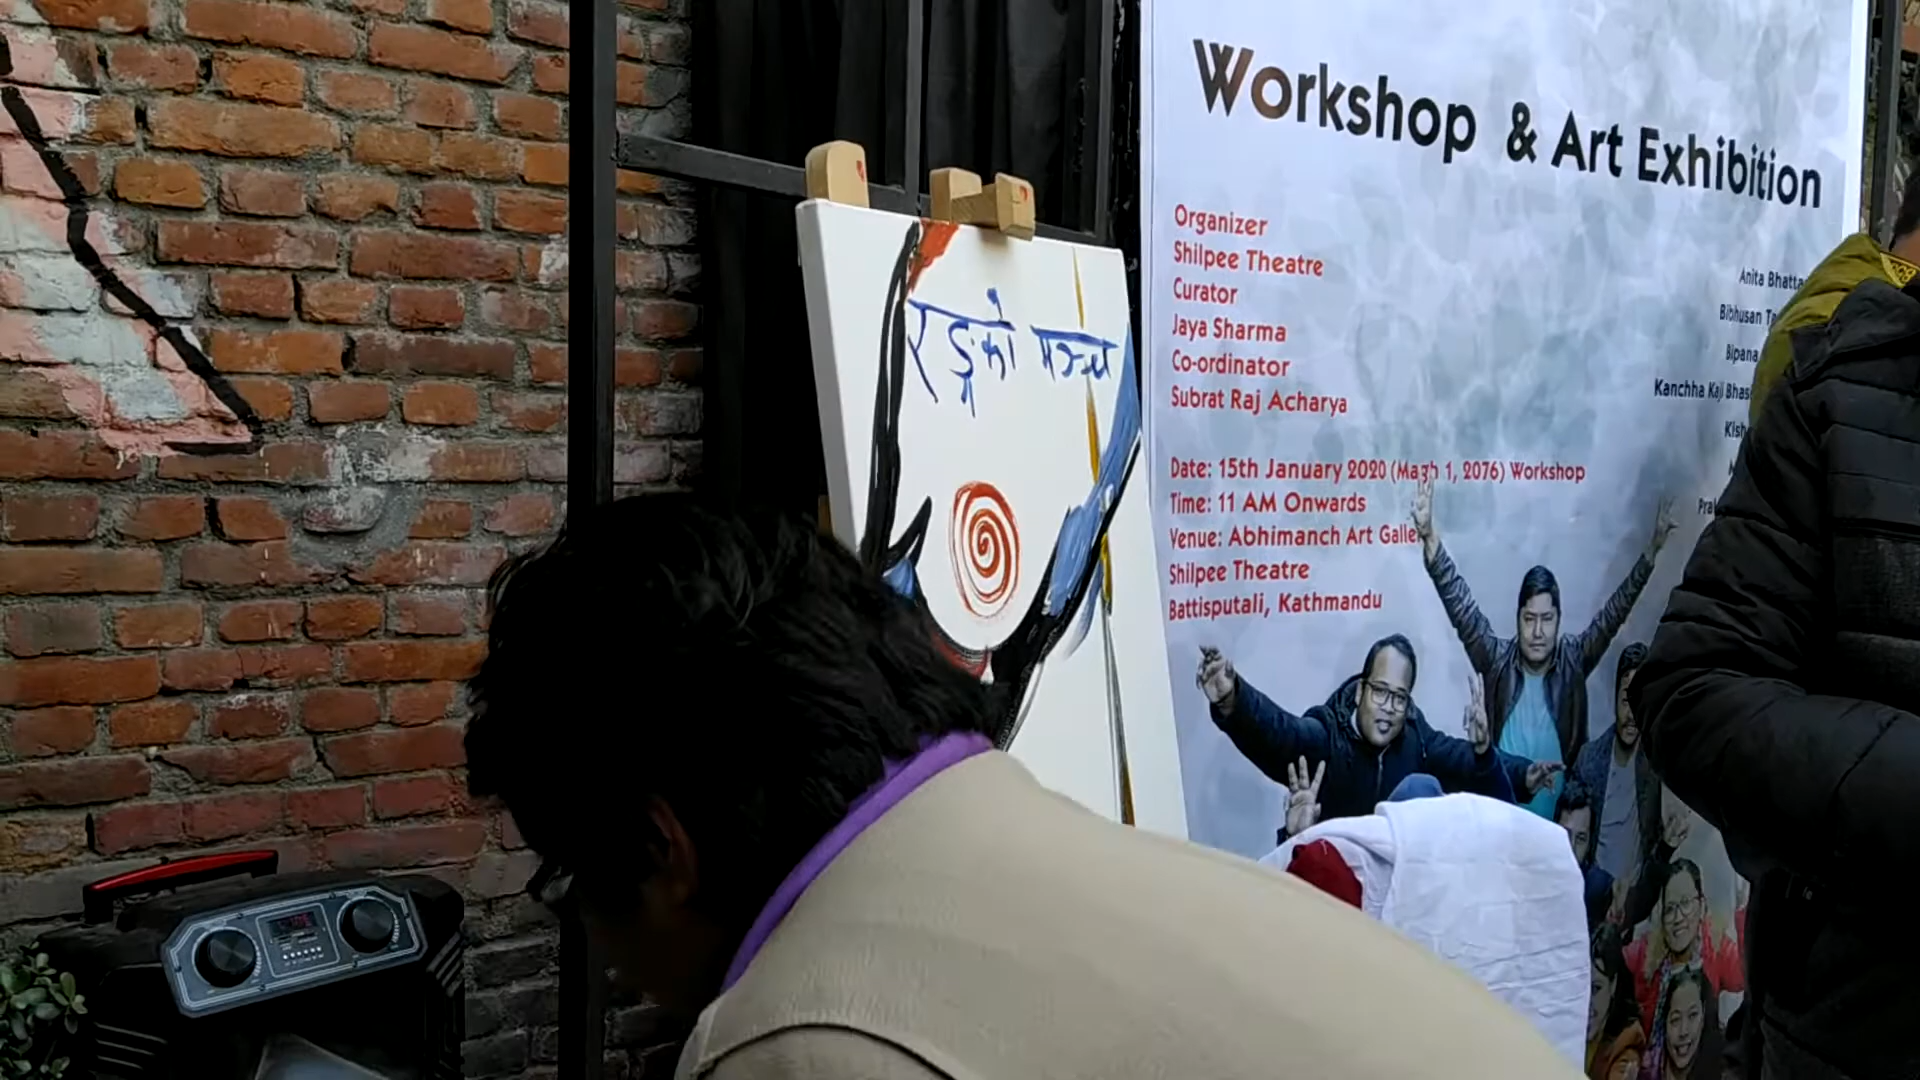 रङ्गको मञ्च
Workshop & Art Exhibition
Organizer
Shilpee Theatre
Curator
Jaya Sharma
Co-ordinator
Subrat Raj Acharya
Date: 15th January 2020 (Magh 1, 2076) Workshop
Time: 11 AM Onwards
Venue: Abhimanch Art
Shilpee Theatre
Battisputali, Kathmandu
Anita
Bibhusan
Bipana
Kanchha Kaji